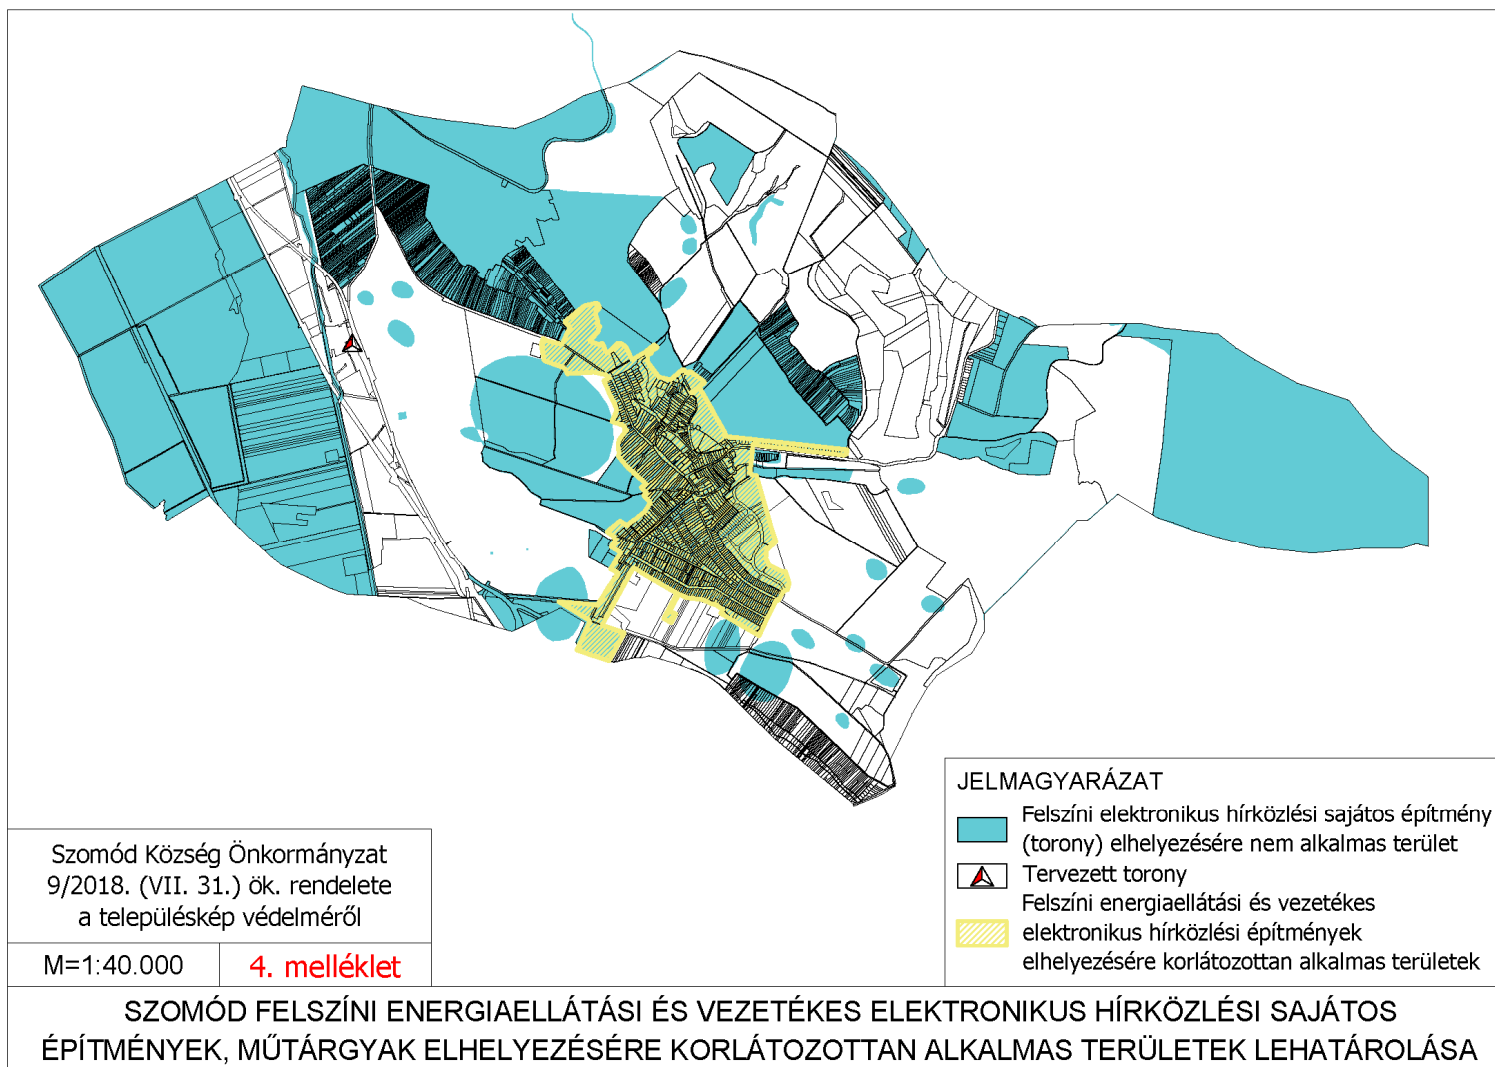 JELMAGYARÁZAT
Felszíni elektronikus hírközlési sajátos építmény
(torony) elhelyezésére nem alkalmas terület
Tervezett torony
Felszíni energiaellátási és vezetékes
elektronikus hírközlési építmények
elhelyezésére korlátozottan alkalmas területek
Szomód Község Önkormányzat
9/2018. (VII. 31.) ök. rendelete
a településkép védelméről
M=1:40.000
4. melléklet
SZOMÓD FELSZÍNI ENERGIAELLÁTÁSI ÉS VEZETÉKES ELEKTRONIKUS HÍRKÖZLÉSI SAJÁTOS
ÉPÍTMÉNYEK, MŰTÁRGYAK ELHELYEZÉSÉRE KORLÁTOZOTTAN ALKALMAS TERÜLETEK LEHATÁROLÁSA